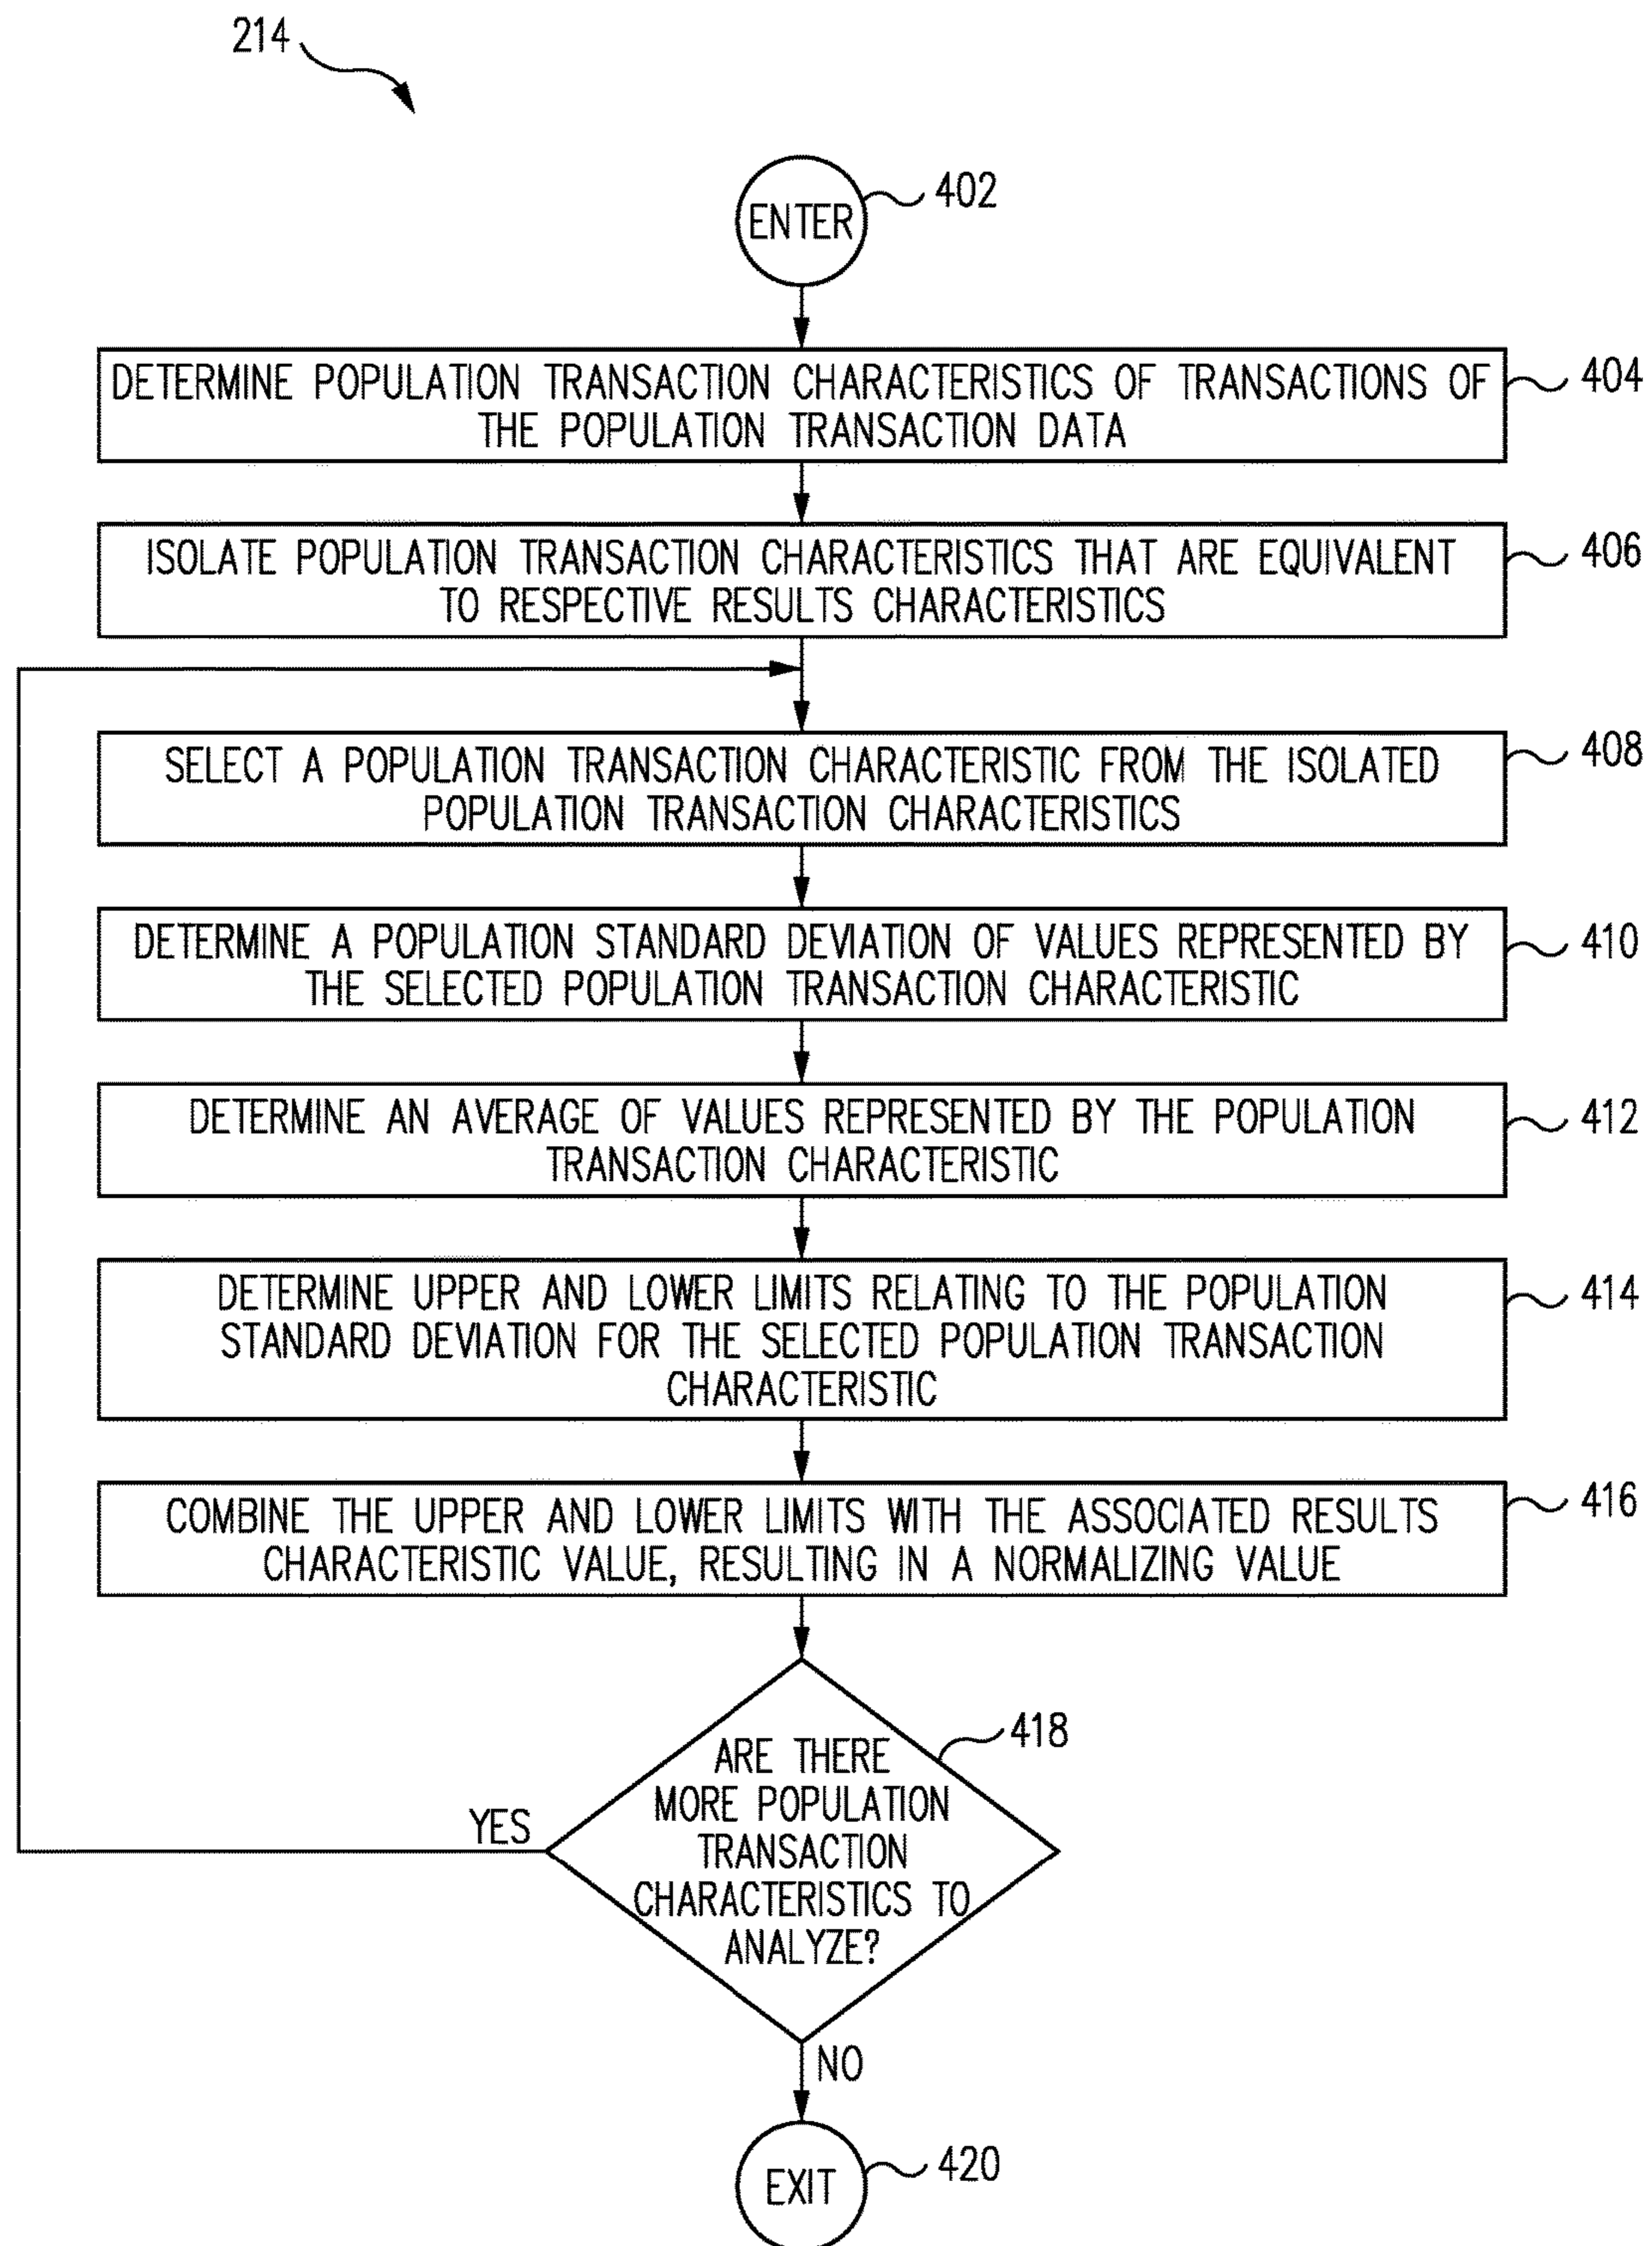 214
ENTER
402
DETERMINE POPULATION TRANSACTION CHARACTERISTICS OF TRANSACTIONS OF
THE POPULATION TRANSACTION DATA
404
ISOLATE POPULATION TRANSACTION CHARACTERISTICS THAT ARE EQUIVALENT
TO RESPECTIVE RESULTS CHARACTERISTICS
406
SELECT A POPULATION TRANSACTION CHARACTERISTIC FROM THE ISOLATED
POPULATION TRANSACTION CHARACTERISTICS
408
DETERMINE A POPULATION STANDARD DEVIATION OF VALUES REPRESENTED BY
THE SELECTED POPULATION TRANSACTION CHARACTERISTIC
410
DETERMINE AN AVERAGE OF VALUES REPRESENTED BY THE POPULATION
TRANSACTION CHARACTERISTIC
412
DETERMINE UPPER AND LOWER LIMITS RELATING TO THE POPULATION
STANDARD DEVIATION FOR THE SELECTED POPULATION TRANSACTION
CHARACTERISTIC
414
COMBINE THE UPPER AND LOWER LIMITS WITH THE ASSOCIATED RESULTS
CHARACTERISTIC VALUE, RESULTING IN A NORMALIZING VALUE
416
ARE THERE
MORE POPULATION
TRANSACTION
CHARACTERISTICS TO
ANALYZE?
418
YES
NO
EXIT
420